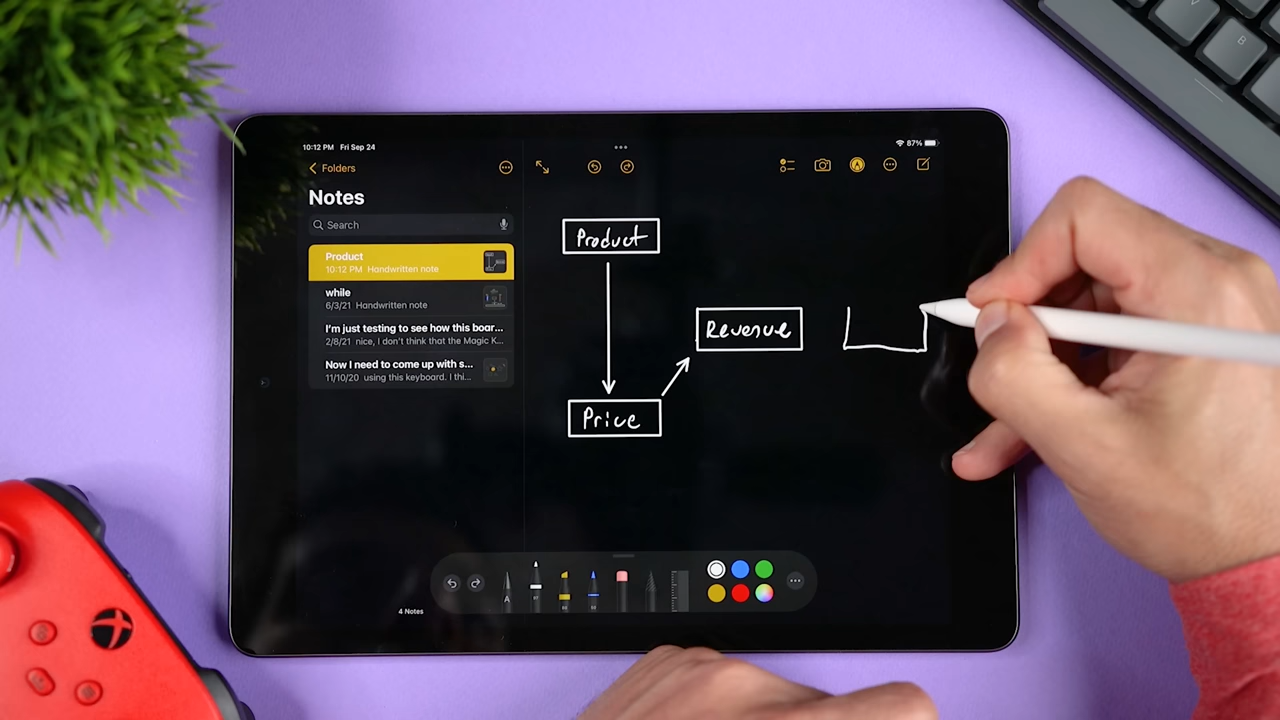 10:12 PM Fri Sep 24
87%
Folders
Notes
Search
Product
10:12 PM Handwritten note
while
6/3/21 Handwritten note
I'm just testing to see how this boar...
2/8/21 nice, I don't think that the Magic K...
Now I need to come up with s...
11/10/20 using this keyboard. I thi...
4 Notes
Product
Revenue
Price
A
V
B